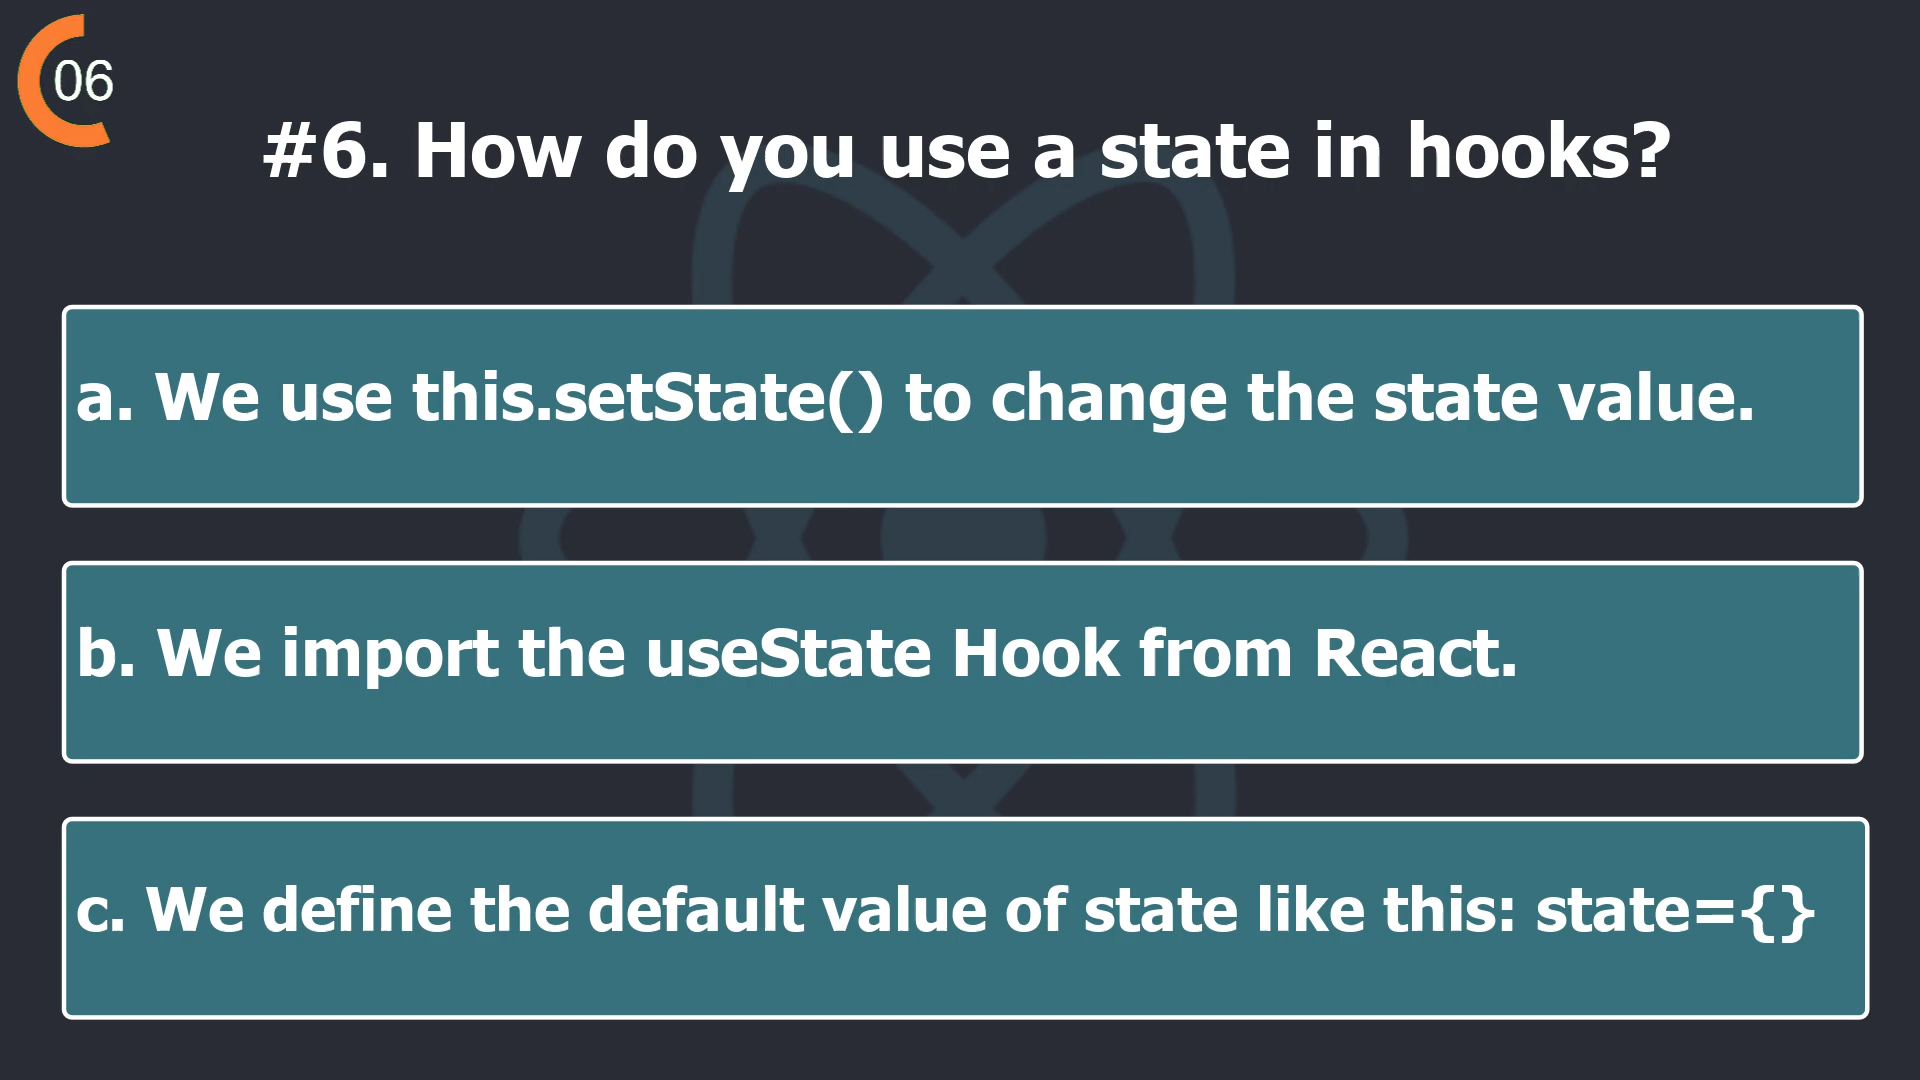 06
#6. How do you use a state in hooks?
a. We use this.setState() to change the state value.
b. We import the useState Hook from React.
c. We define the default value of state like this: state={}